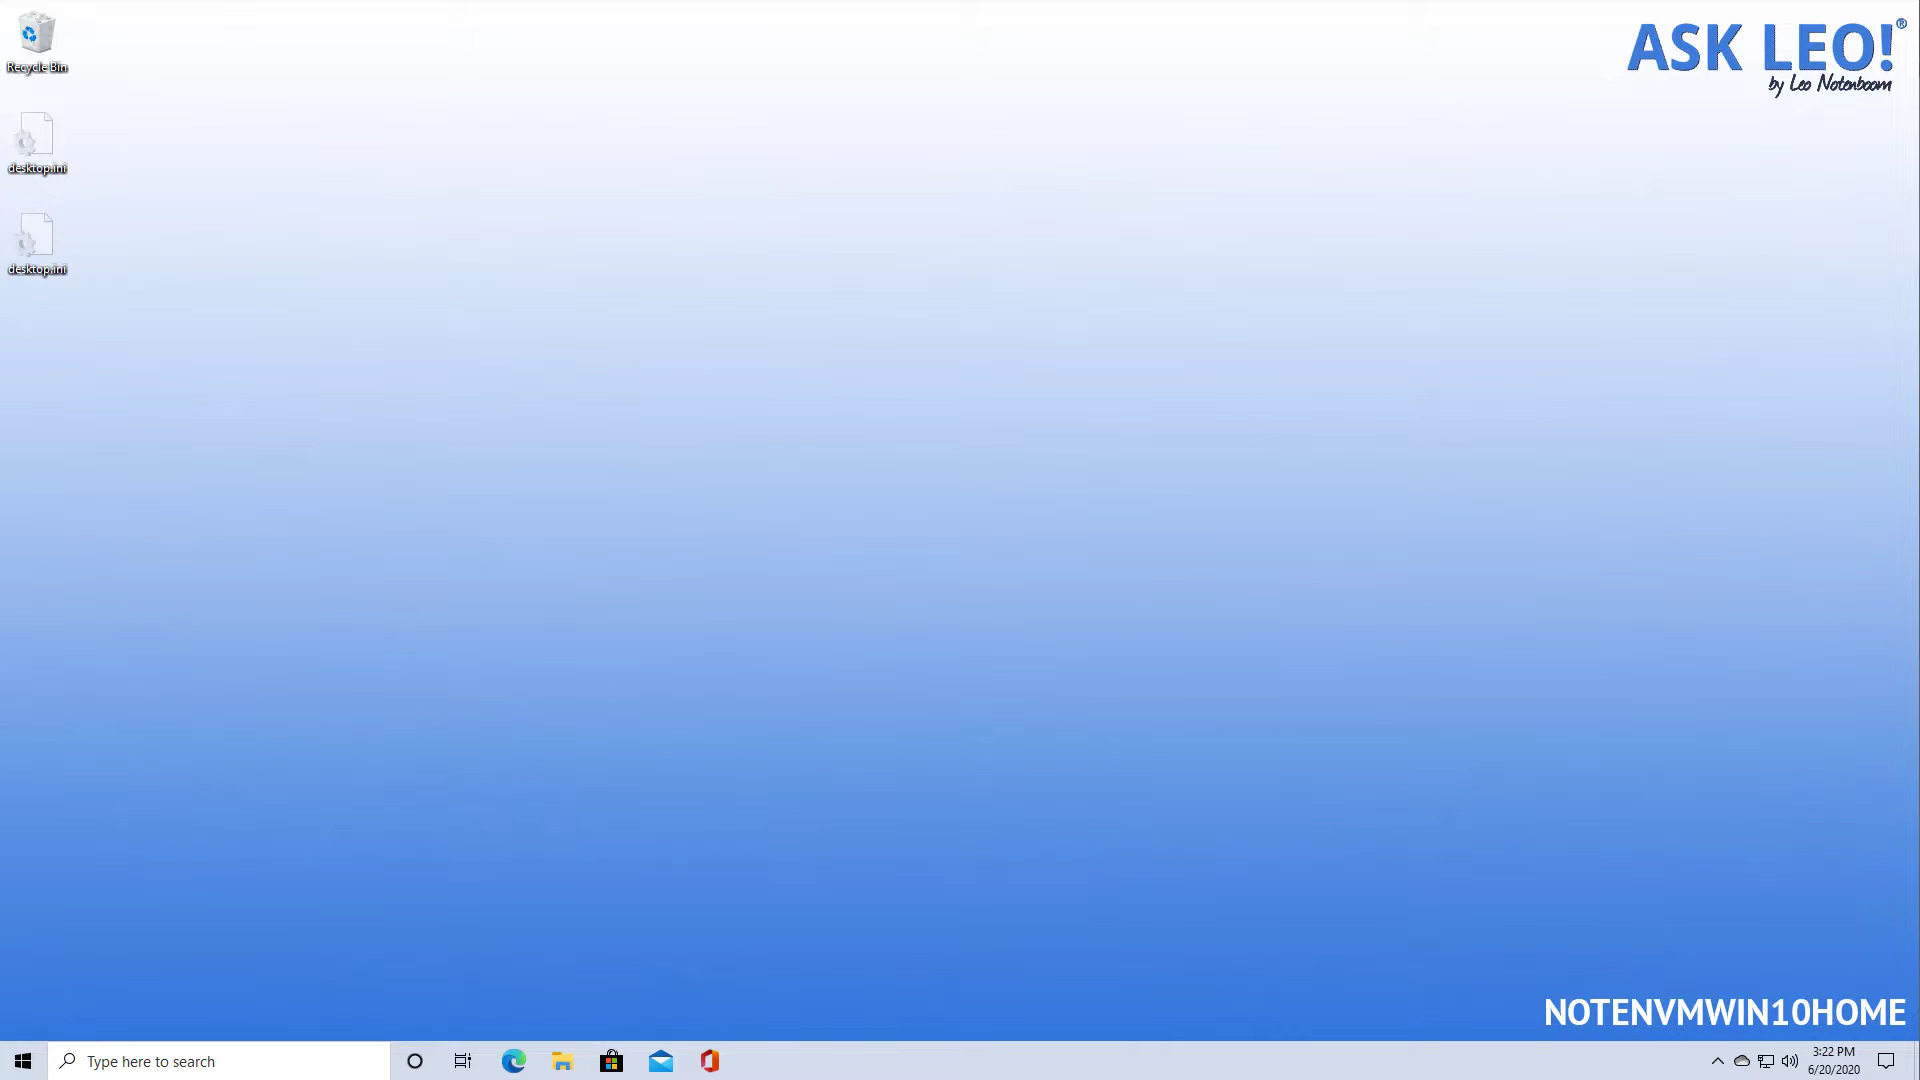 Recycle Bin
desktop.ini
desktop.ini
ASK LEO!®
by Leo Notenboom
NOTENVMWIN10HOME
Type here to search
3:22 PM
6/20/2020